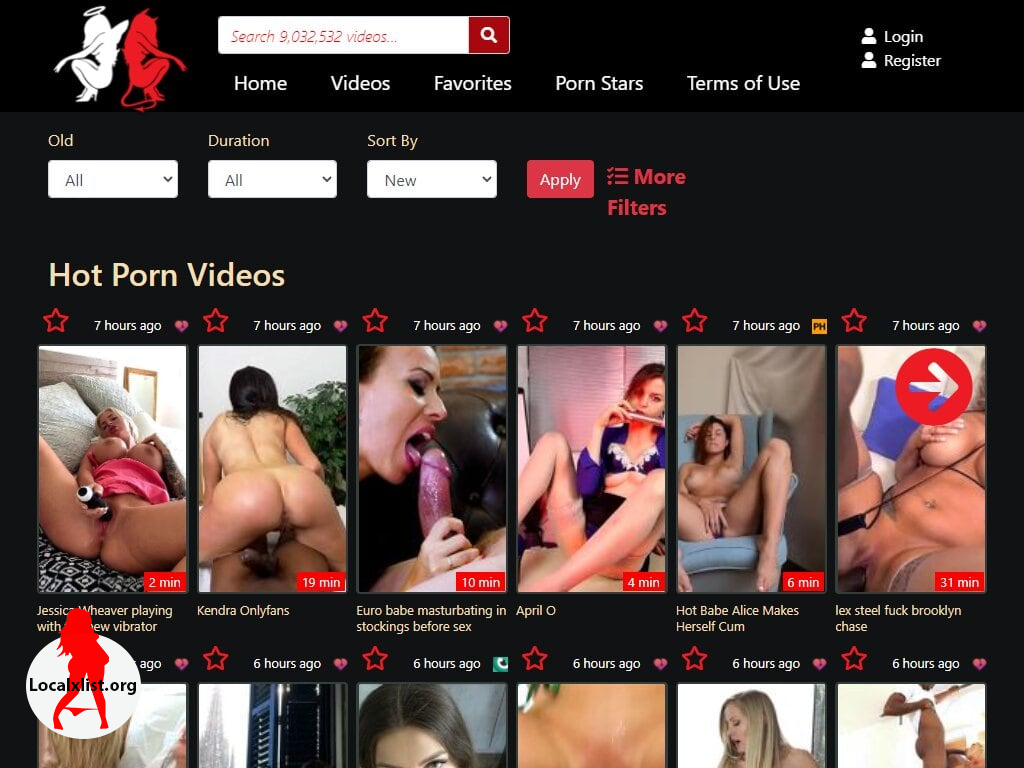 Search 9,032,532 videos...
Login
Register
Home Videos Favorites Porn Stars Terms of Use
Old Duration Sort By
All All New Apply More
Filters
Hot Porn Videos
7 hours ago 7 hours ago 7 hours ago 7 hours ago 7 hours ago PH 7 hours ago
2 min 19 min 10 min 4 min 6 min 31 min
Jessica Wheaver playing
with new vibrator
Kendra Onlyfans
Euro babe masturbating in
stockings before sex
April O
Hot Babe Alice Makes
Herself Cum
lex steel fuck brooklyn
chase
ago 6 hours ago 6 hours ago 6 hours ago 6 hours ago 6 hours ago
Localxlist.org